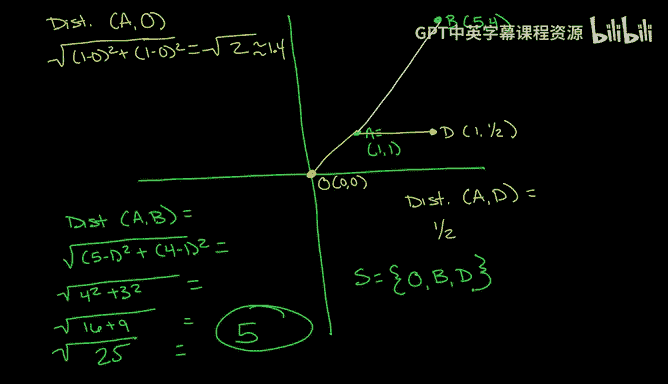 Dist. (A,O)
√(1-0)²+(1-0)² = √2 ≈ 1.4
B (5,4)
GPT中英字幕课程资源 bilibili
A=
(1,1)
D (1, 1/2)
O(0,0)
Dist. (A,D) =
1/2
S={O,B,D}
Dist (A,B) =
√(5-1)²+(4-1)² =
√4²+3² =
√16+9 =
√25 =
5